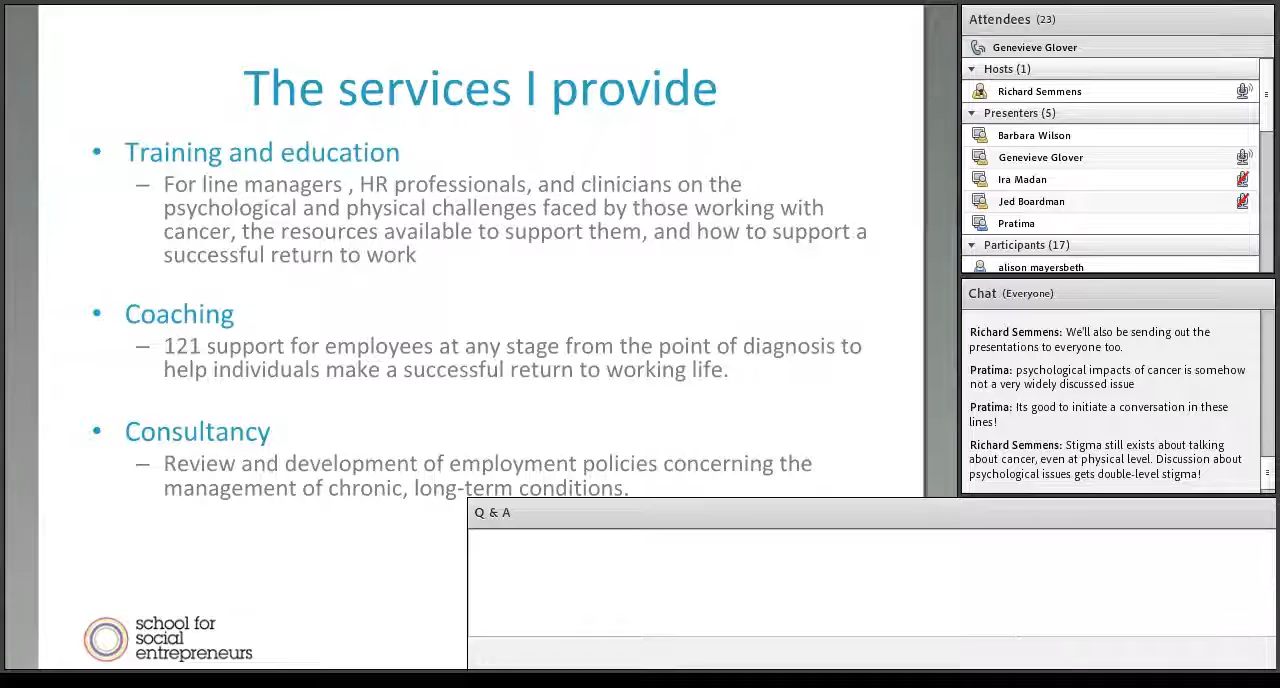 The services I provide
• Training and education
– For line managers , HR professionals, and clinicians on the
psychological and physical challenges faced by those working with
cancer, the resources available to support them, and how to support a
successful return to work
• Coaching
– 121 support for employees at any stage from the point of diagnosis to
help individuals make a successful return to working life.
• Consultancy
– Review and development of employment policies concerning the
management of chronic, long-term conditions.
school for
social
entrepreneurs
Attendees (23)
Genevieve Glover
Hosts (1)
Richard Semmens
Presenters (5)
Barbara Wilson
Genevieve Glover
Ira Madan
Jed Boardman
Pratima
Participants (17)
alison mayersbeth
Chat (Everyone)
Richard Semmens: We'll also be sending out the
presentations to everyone too.
Pratima: psychological impacts of cancer is somehow
not a very widely discussed issue
Pratima: Its good to initiate a conversation in these
lines!
Richard Semmens: Stigma still exists about talking
about cancer, even at physical level. Discussion about
psychological issues gets double-level stigma!
Q & A